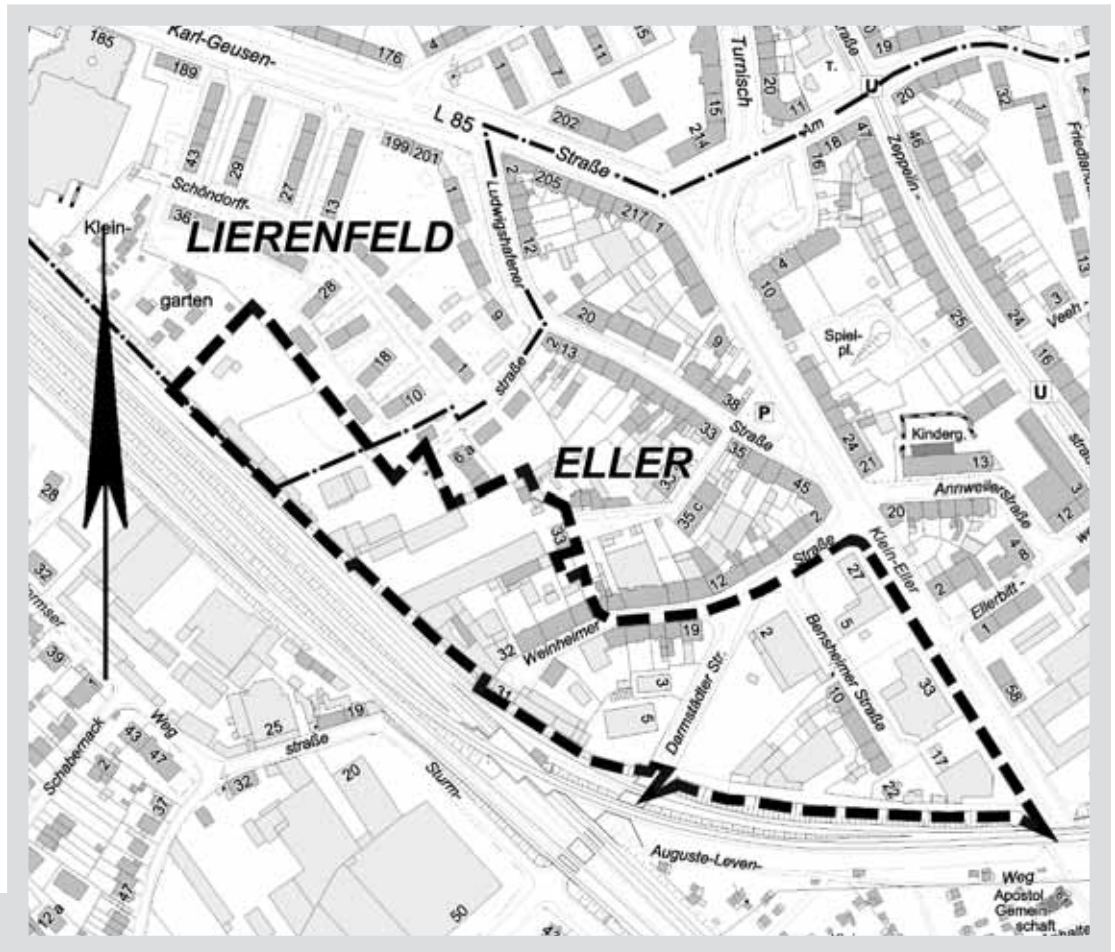 185
Karl-Geusen-
176
4
1
7
11
15
Turnisch
20
T.
straße
19
U
189
43
29
27
13
L 85
199
201
202
Straße
214
15
11
Am
16
18
47
20
46
32
1
Zeppelin-
Schöndorff-
36
Klein-
garten
LIERENFELD
1
2
205
217
1
12
Ludwigshafener
straße
28
18
10
9
1
20
4
10
Spiel-
pl.
25
24
13
3
Veeh-
16
U
2
13
9
38
P
33
Straße
35
45
2
35 c
24
21
Kinderg.
13
Annweilerstraße
3
12
ELLER
6 a
33
20
Klein-Eller
4
8
2
Ellerbitt-
1
12
Straße
Weinheimer
32
19
27
5
2
Bensheimer Straße
33
10
58
3
5
Darmstädter Str.
31
17
22
28
32
39
Schabernack
Weg
43
47
2
37
47
12 a
25
19
straße
32
20
Sturm-
50
Auguste-Leven-
Weg
Apostol
Gemein-
schaft